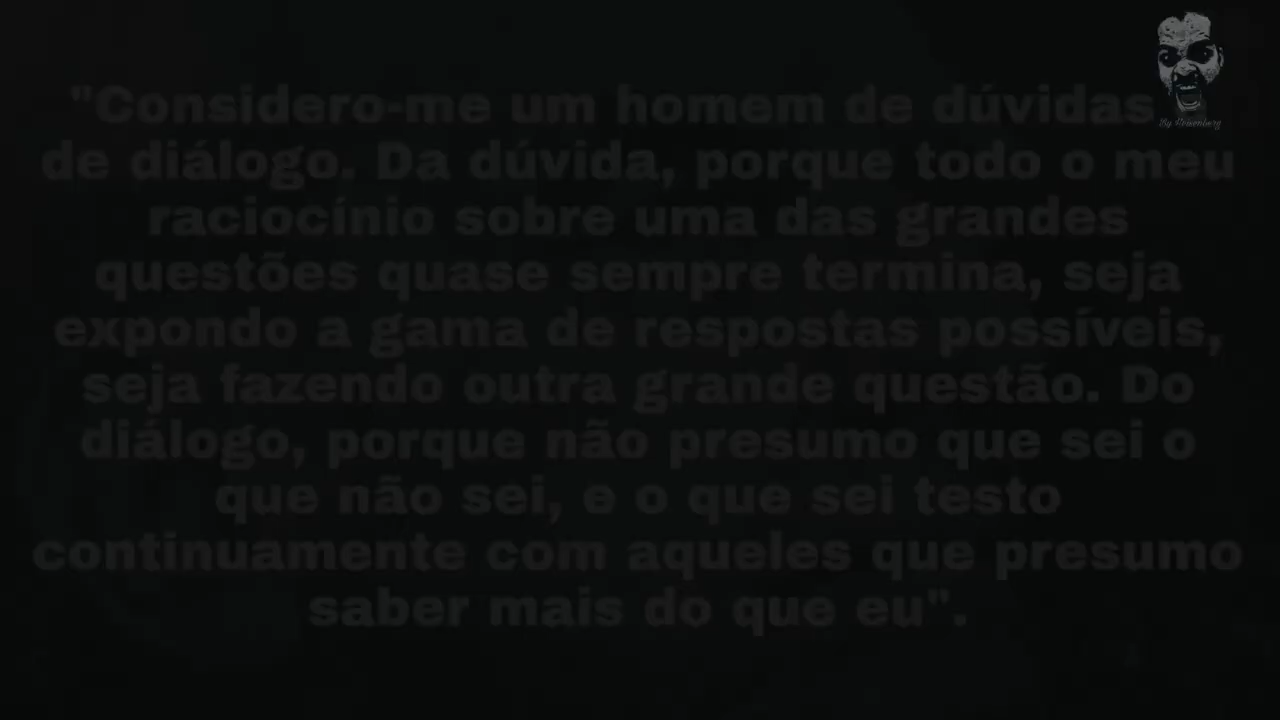 "Considero-me um homem de dúvidas
de diálogo. Da dúvida, porque todo o meu
raciocínio sobre uma das grandes
questões quase sempre termina, seja
expondo a gama de respostas possíveis,
seja fazendo outra grande questão. Do
diálogo, porque não presumo que sei o
que não sei, e o que sei testo
continuamente com aqueles que presumo
saber mais do que eu".